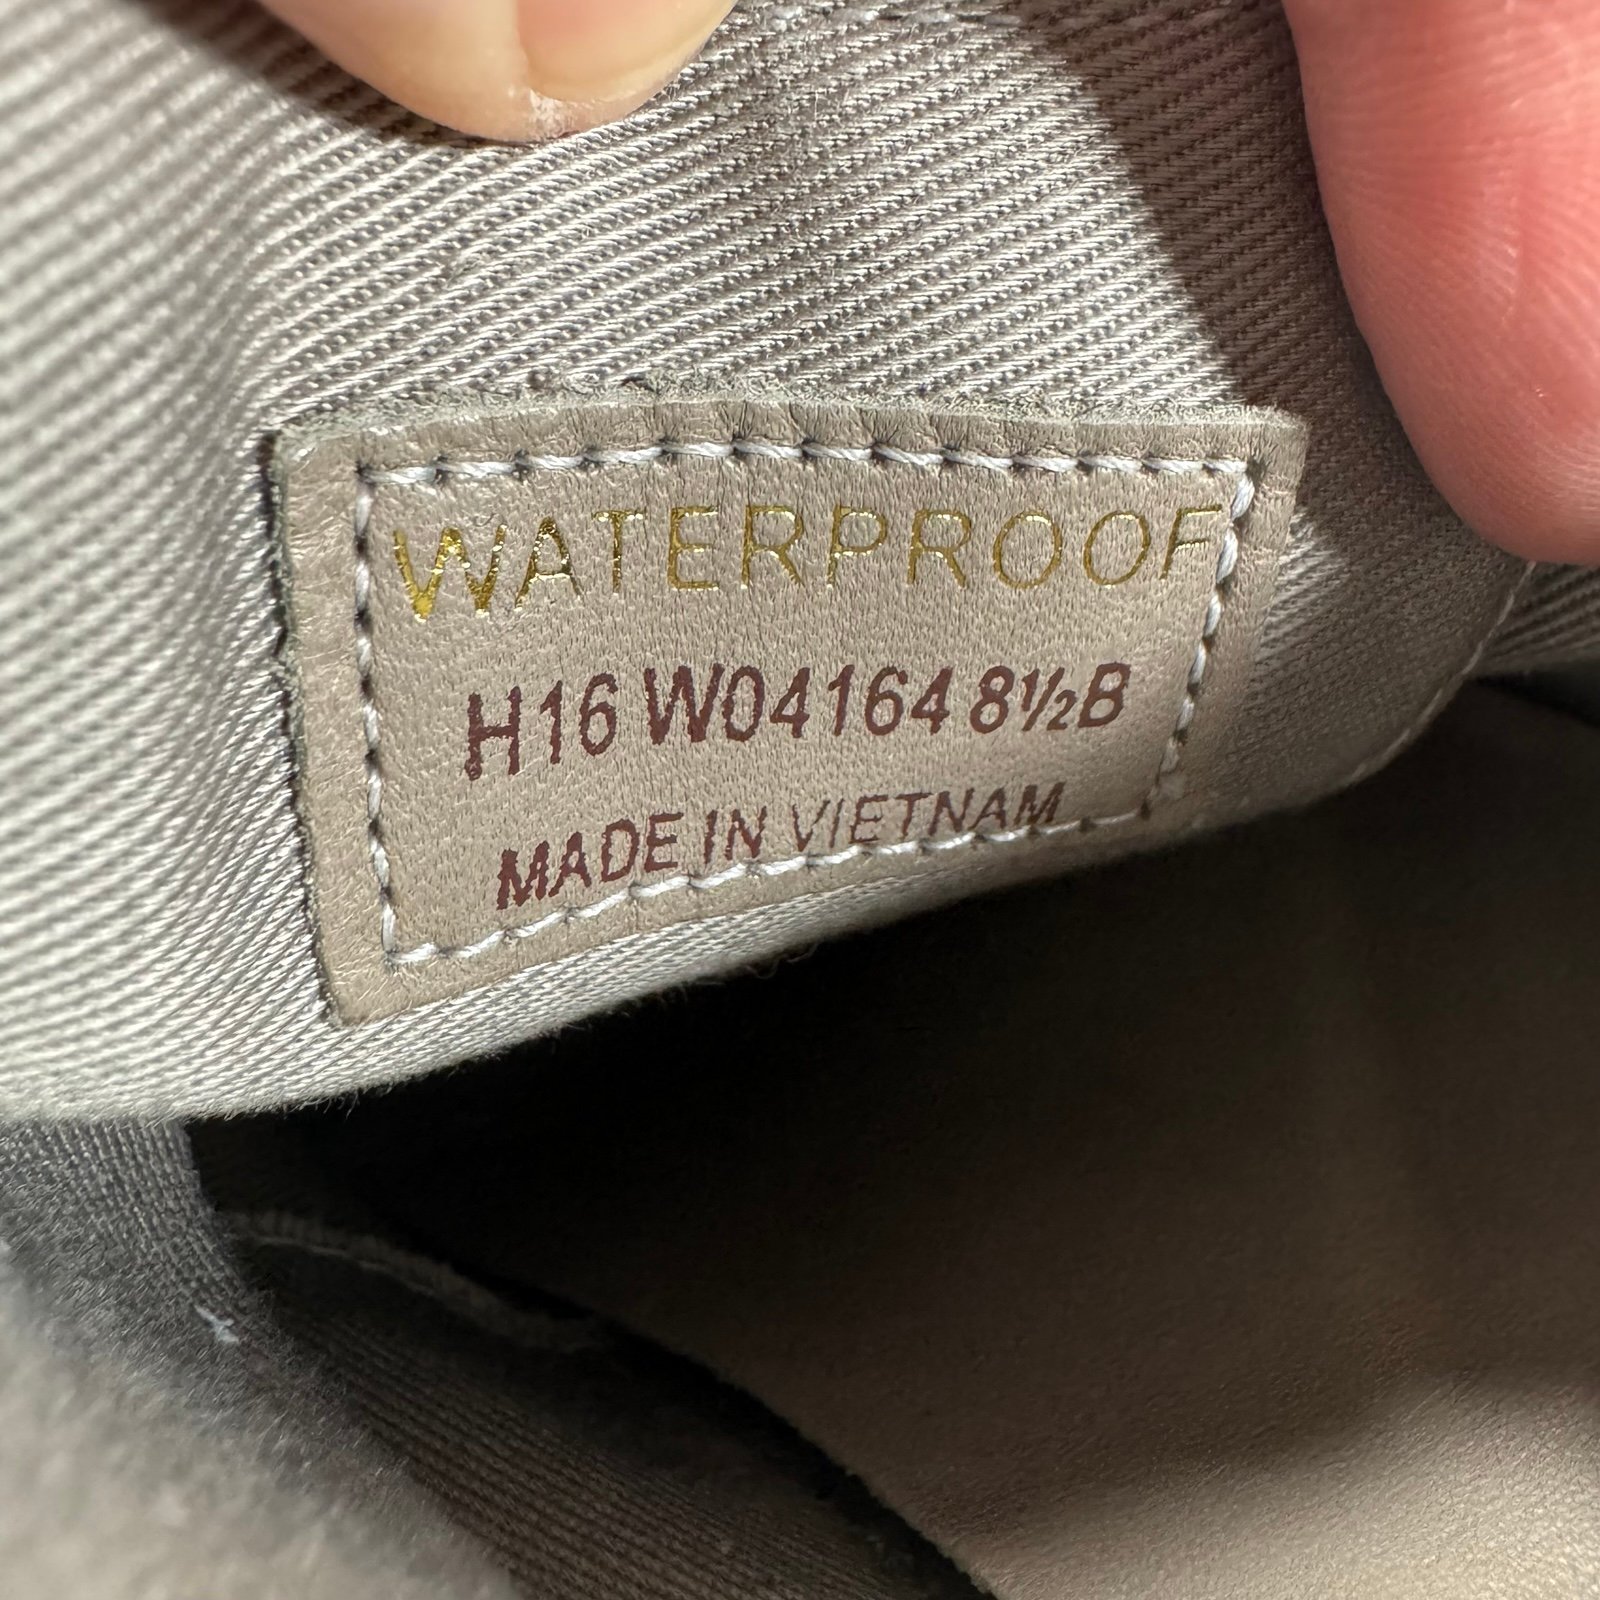 WATERPROOF
H16 W04164 8½B
MADE IN VIETNAM